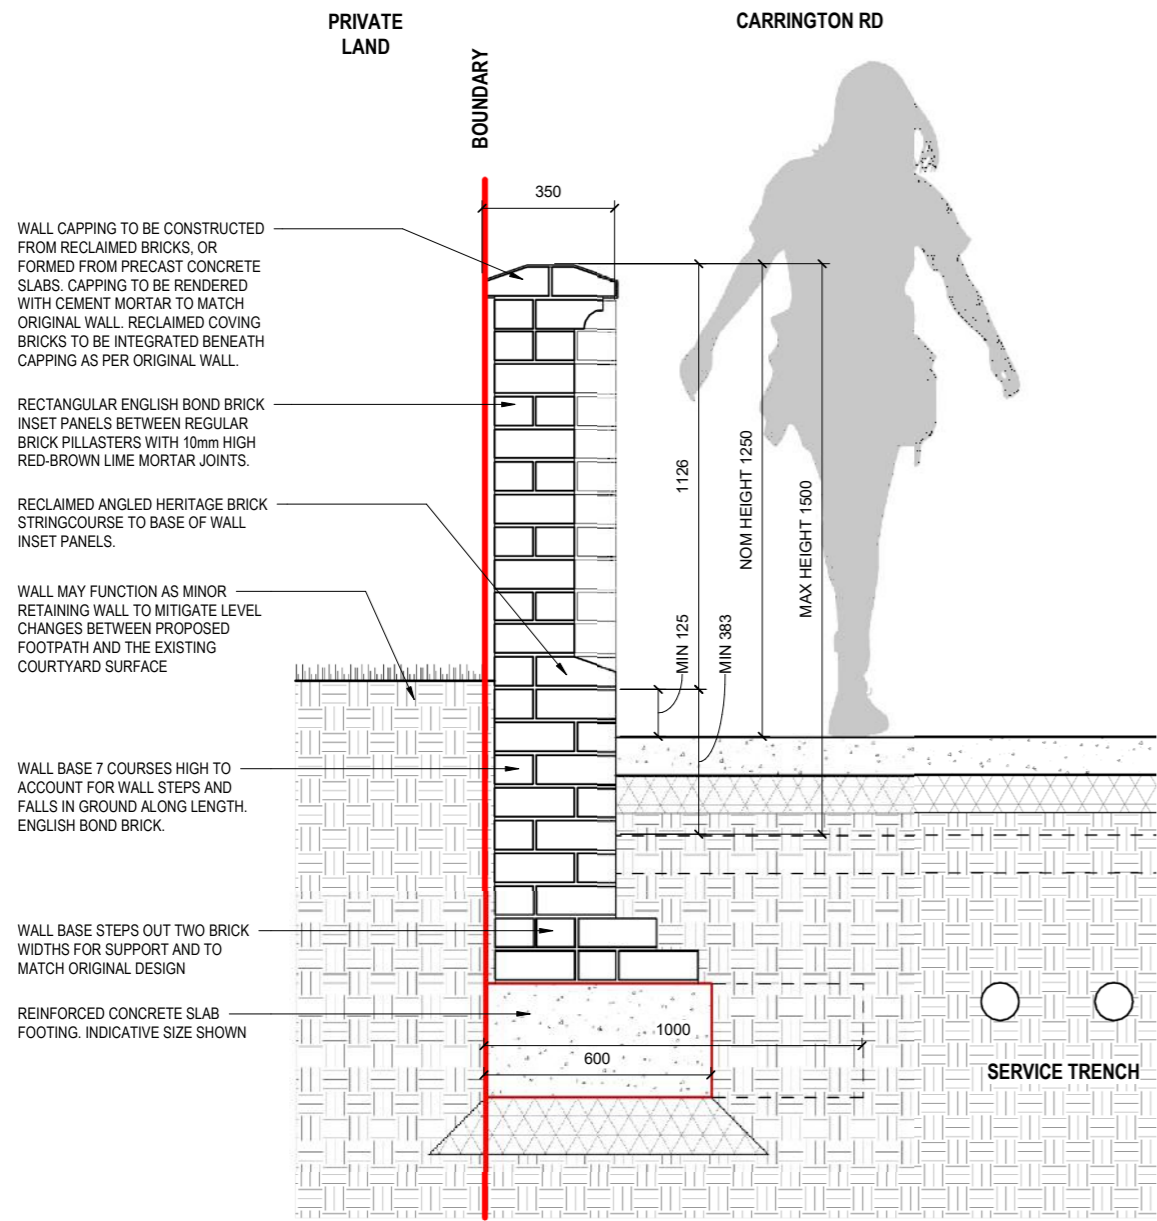 PRIVATE
LAND
CARRINGTON RD
BOUNDARY
350
WALL CAPPING TO BE CONSTRUCTED
FROM RECLAIMED BRICKS, OR
FORMED FROM PRECAST CONCRETE
SLABS. CAPPING TO BE RENDERED
WITH CEMENT MORTAR TO MATCH
ORIGINAL WALL. RECLAIMED COVING
BRICKS TO BE INTEGRATED BENEATH
CAPPING AS PER ORIGINAL WALL.
RECTANGULAR ENGLISH BOND BRICK
INSET PANELS BETWEEN REGULAR
BRICK PILLASTERS WITH 10mm HIGH
RED-BROWN LIME MORTAR JOINTS.
RECLAIMED ANGLED HERITAGE BRICK
STRINGCOURSE TO BASE OF WALL
INSET PANELS.
WALL MAY FUNCTION AS MINOR
RETAINING WALL TO MITIGATE LEVEL
CHANGES BETWEEN PROPOSED
FOOTPATH AND THE EXISTING
COURTYARD SURFACE
WALL BASE 7 COURSES HIGH TO
ACCOUNT FOR WALL STEPS AND
FALLS IN GROUND ALONG LENGTH.
ENGLISH BOND BRICK.
WALL BASE STEPS OUT TWO BRICK
WIDTHS FOR SUPPORT AND TO
MATCH ORIGINAL DESIGN
REINFORCED CONCRETE SLAB
FOOTING. INDICATIVE SIZE SHOWN
1126
NOM HEIGHT 1250
MAX HEIGHT 1500
MIN 125
MIN 383
1000
600
SERVICE TRENCH